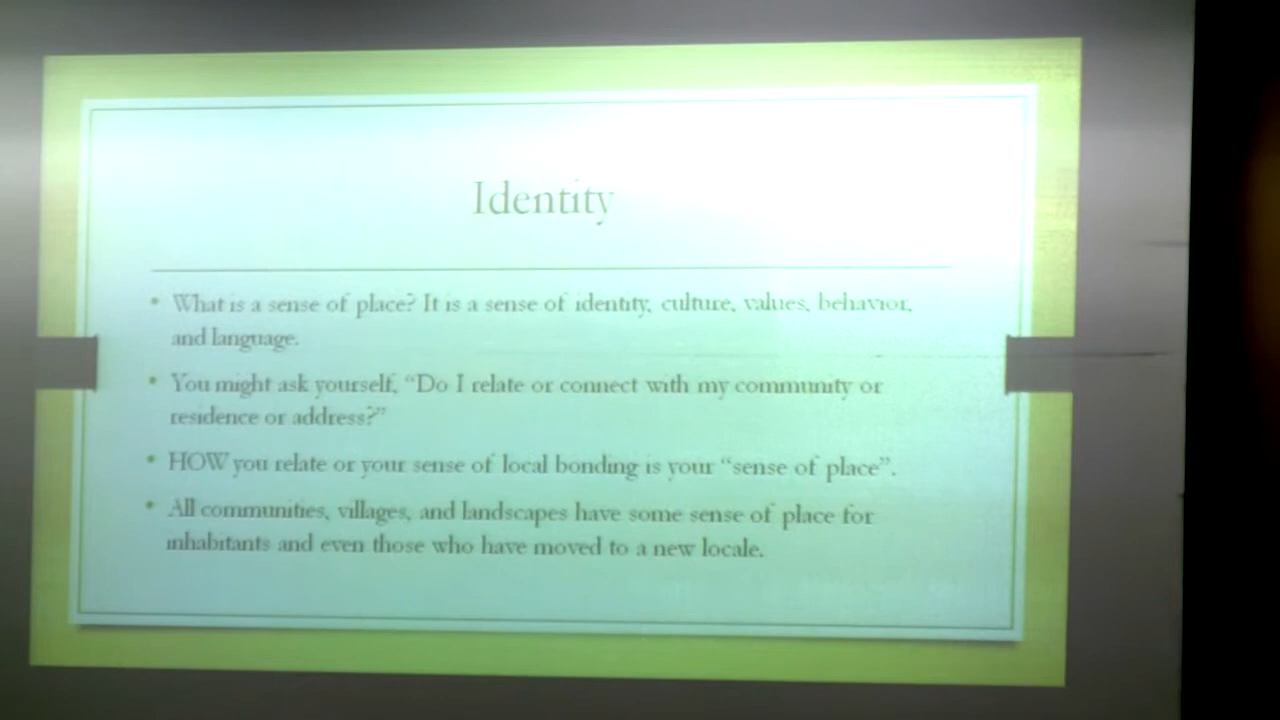 Identity
• What is a sense of place? It is a sense of identity, culture, values, behavior,
and language.
• You might ask yourself, “Do I relate or connect with my community or
residence or address?”
• HOW you relate or your sense of local bonding is your “sense of place”.
• All communities, villages, and landscapes have some sense of place for
inhabitants and even those who have moved to a new locale.